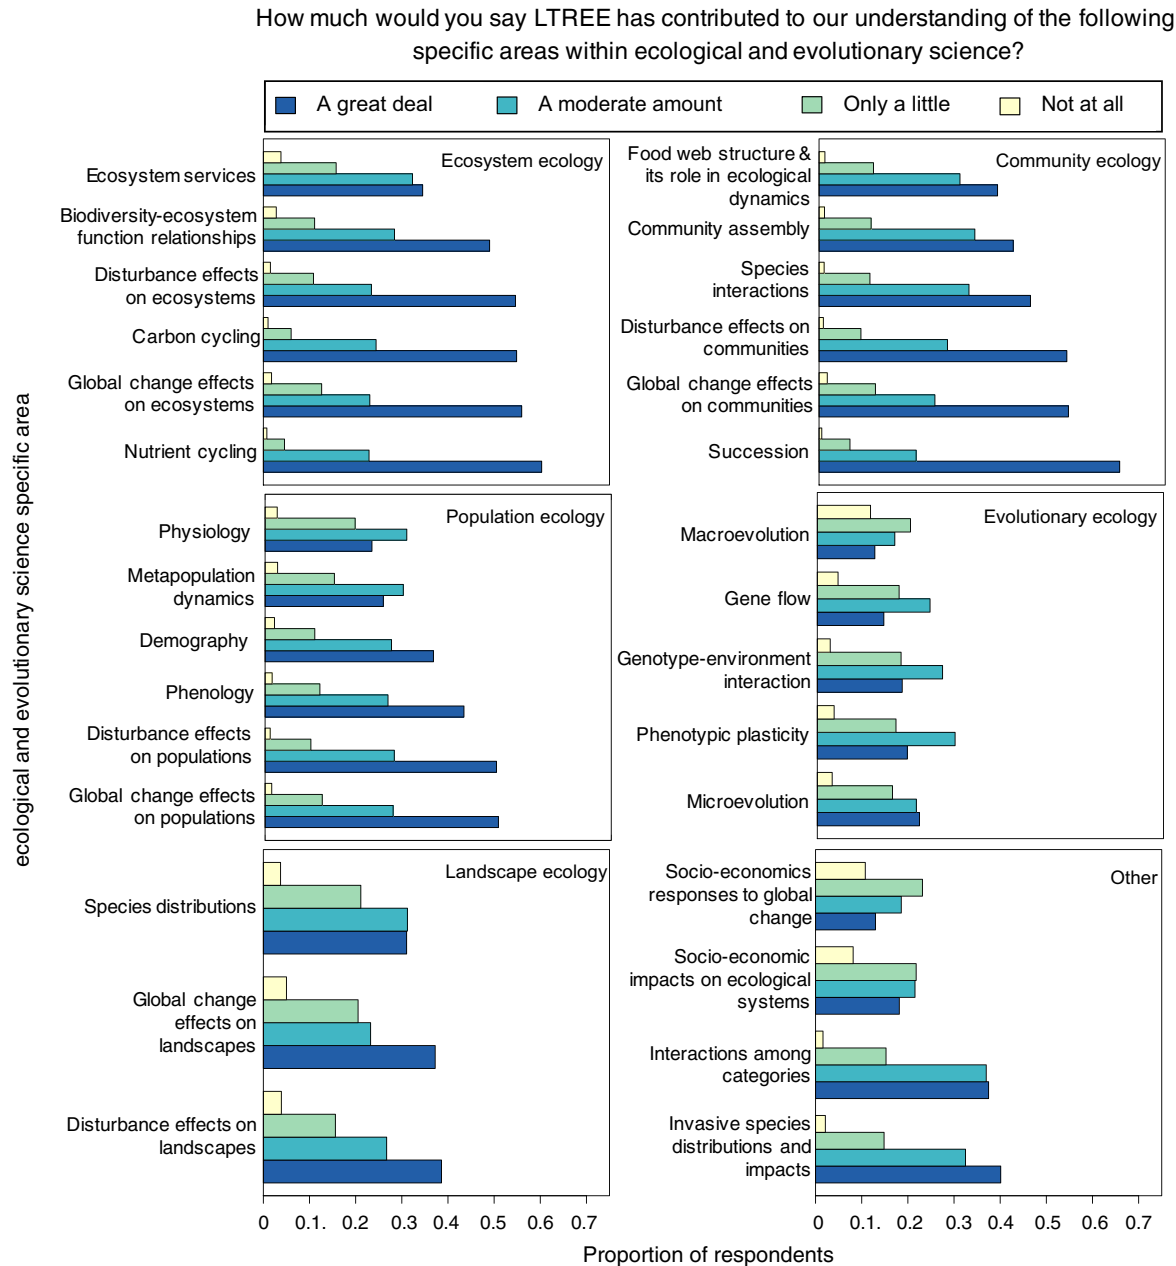 How much would you say LTREE has contributed to our understanding of the following
specific areas within ecological and evolutionary science?
A great deal
A moderate amount
Only a little
Not at all
ecological and evolutionary science specific area
Ecosystem ecology
Ecosystem services
Biodiversity-ecosystem
function relationships
Disturbance effects
on ecosystems
Carbon cycling
Global change effects
on ecosystems
Nutrient cycling
Community ecology
Food web structure &
its role in ecological
dynamics
Community assembly
Species
interactions
Disturbance effects on
communities
Global change effects
on communities
Succession
Population ecology
Physiology
Metapopulation
dynamics
Demography
Phenology
Disturbance effects
on populations
Global change effects
on populations
Evolutionary ecology
Macroevolution
Gene flow
Genotype-environment
interaction
Phenotypic plasticity
Microevolution
Landscape ecology
Species distributions
Global change
effects on
landscapes
Disturbance effects on
landscapes
Other
Socio-economics
responses to global
change
Socio-economic
impacts on ecological
systems
Interactions among
categories
Invasive species
distributions and
impacts
0 0.1. 0.2 0.3 0.4 0.5 0.6 0.7
0 0.1. 0.2 0.3 0.4 0.5 0.6 0.7
Proportion of respondents